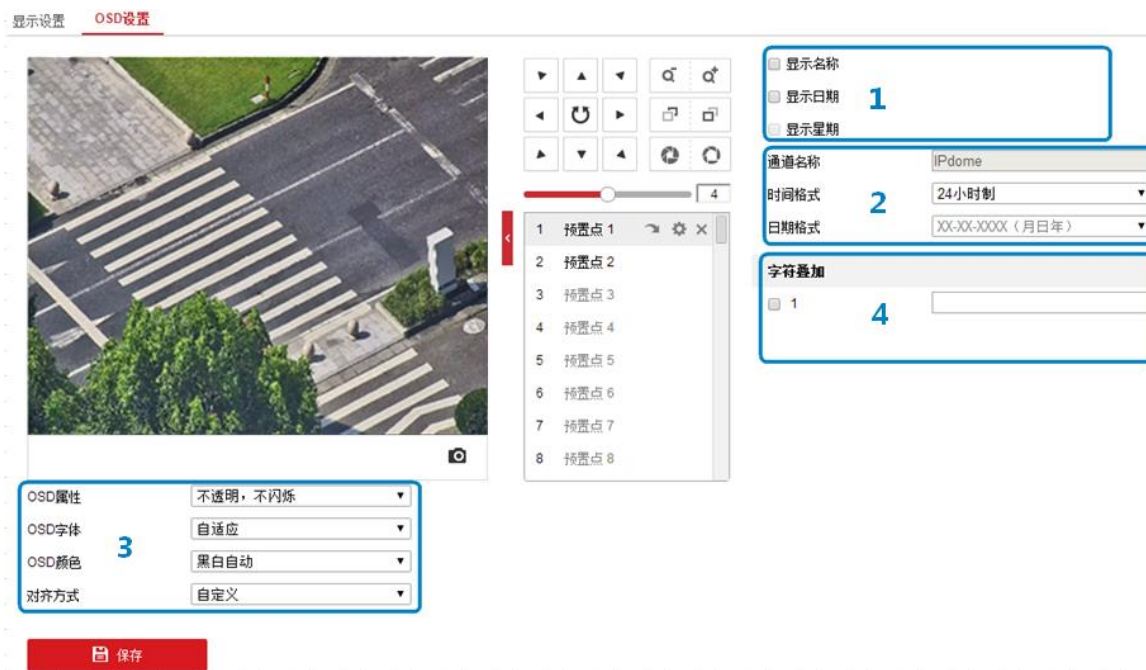 显示设置 OSD设置
显示名称
显示日期
显示星期
1
通道名称 IPdome
时间格式 24小时制
日期格式 XX-XX-XXXX（月日年）
2
字符叠加
1
4
4
1 预置点 1
2 预置点 2
3 预置点 3
4 预置点 4
5 预置点 5
6 预置点 6
7 预置点 7
8 预置点 8
OSD属性 不透明，不闪烁
OSD字体 自适应
OSD颜色 黑白自动
对齐方式 自定义
3
保存